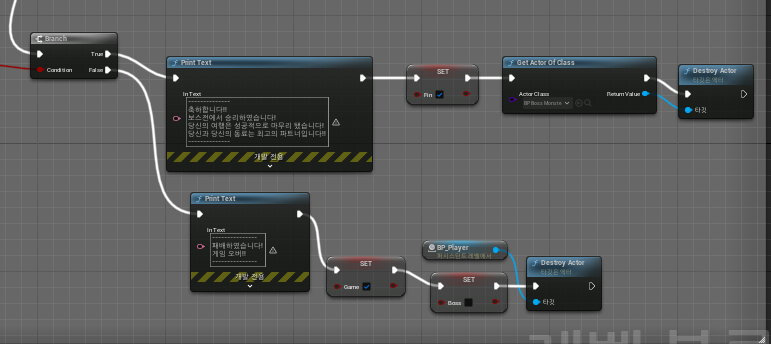 Branch
True
Condition
False
Print Text
In Text
---------------
축하합니다!!
보스전에서 승리하였습니다!
당신의 여행은 성공적으로 마무리 했습니다!
당신과 당신의 동료는 최고의 파트너입니다!!
---------------
개발 전용
SET
Fin
Get Actor Of Class
Actor Class
BP Boss Monste
Return Value
Destroy Actor
타깃은 액터
타깃
Print Text
In Text
---------------
패배하였습니다!
게임 오버!!
---------------
개발 전용
SET
Game
BP_Player
퍼시스턴트 레벨에서
SET
Boss
Destroy Actor
타깃은 액터
타깃